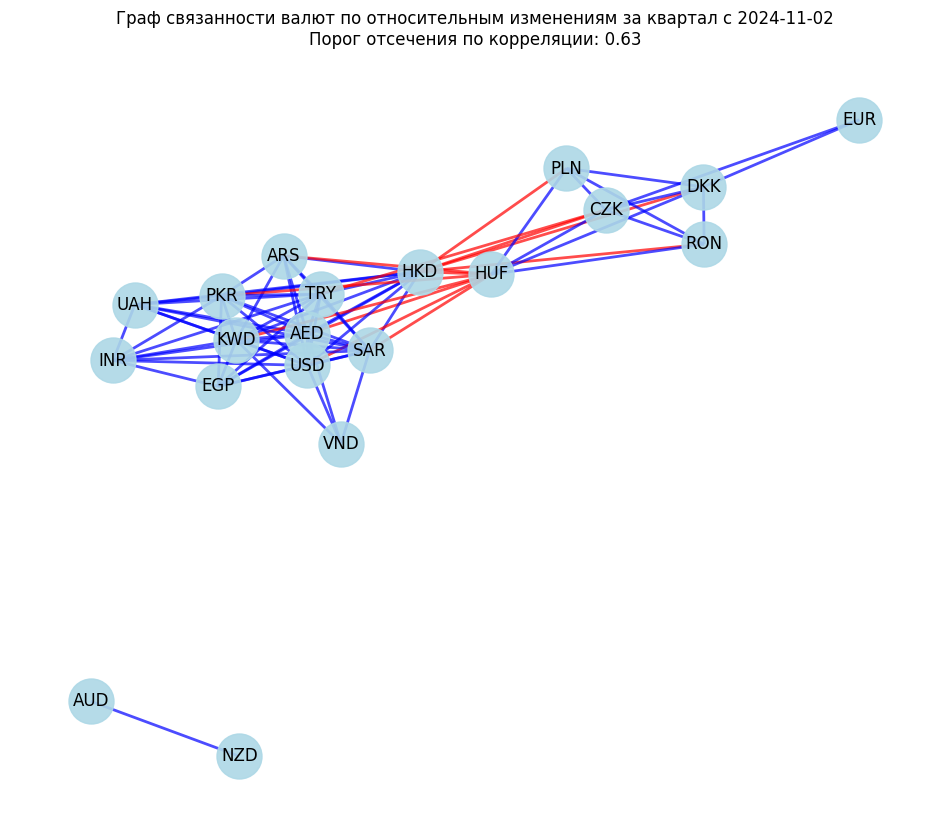 Граф связанности валют по относительным изменениям за квартал с 2024-11-02
Порог отсечения по корреляции: 0.63
EUR
PLN
DKK
CZK
RON
ARS
HKD
HUF
PKR
TRY
UAH
AED
KWD
SAR
INR
USD
EGP
VND
AUD
NZD